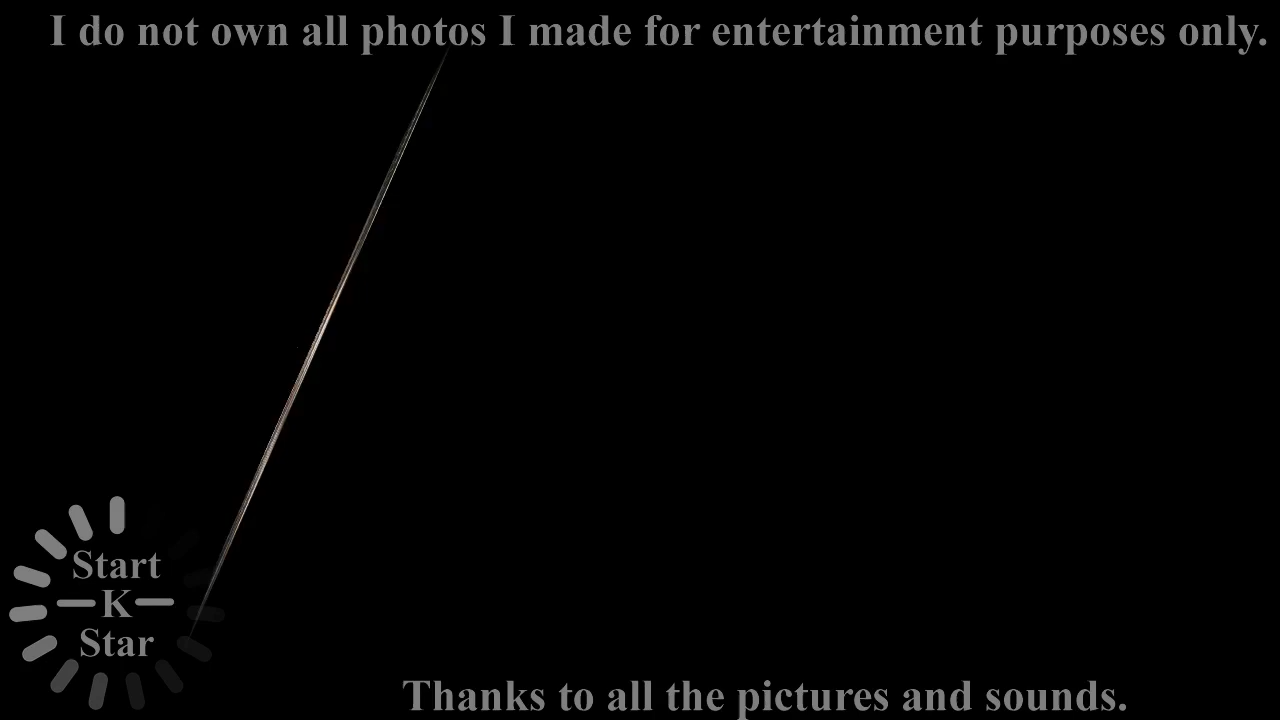 I do not own all photos I made for entertainment purposes only.
Start
K
Star
Thanks to all the pictures and sounds.